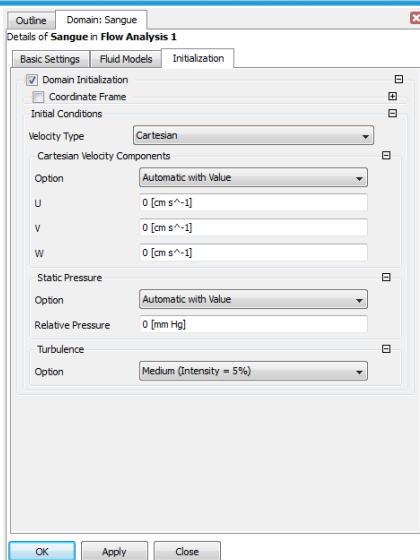 Outline Domain: Sangue
Details of Sangue in Flow Analysis 1
Basic Settings Fluid Models Initialization
Domain Initialization
Coordinate Frame
Initial Conditions
Velocity Type Cartesian
Cartesian Velocity Components
Option Automatic with Value
U 0 [cm s^-1]
V 0 [cm s^-1]
W 0 [cm s^-1]
Static Pressure
Option Automatic with Value
Relative Pressure 0 [mm Hg]
Turbulence
Option Medium (Intensity = 5%)
OK Apply Close